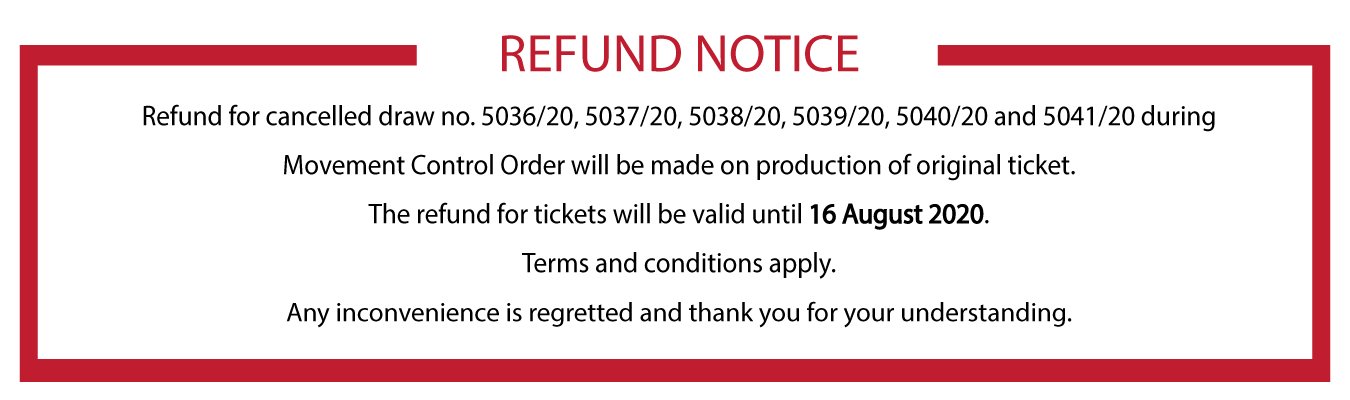 REFUND NOTICE
Refund for cancelled draw no. 5036/20, 5037/20, 5038/20, 5039/20, 5040/20 and 5041/20 during
Movement Control Order will be made on production of original ticket.
The refund for tickets will be valid until 16 August 2020.
Terms and conditions apply.
Any inconvenience is regretted and thank you for your understanding.